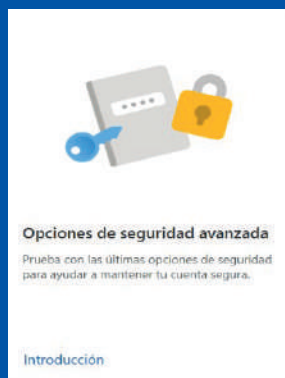 Opciones de seguridad avanzada
Prueba con las últimas opciones de seguridad
para ayudar a mantener tu cuenta segura.
Introducción